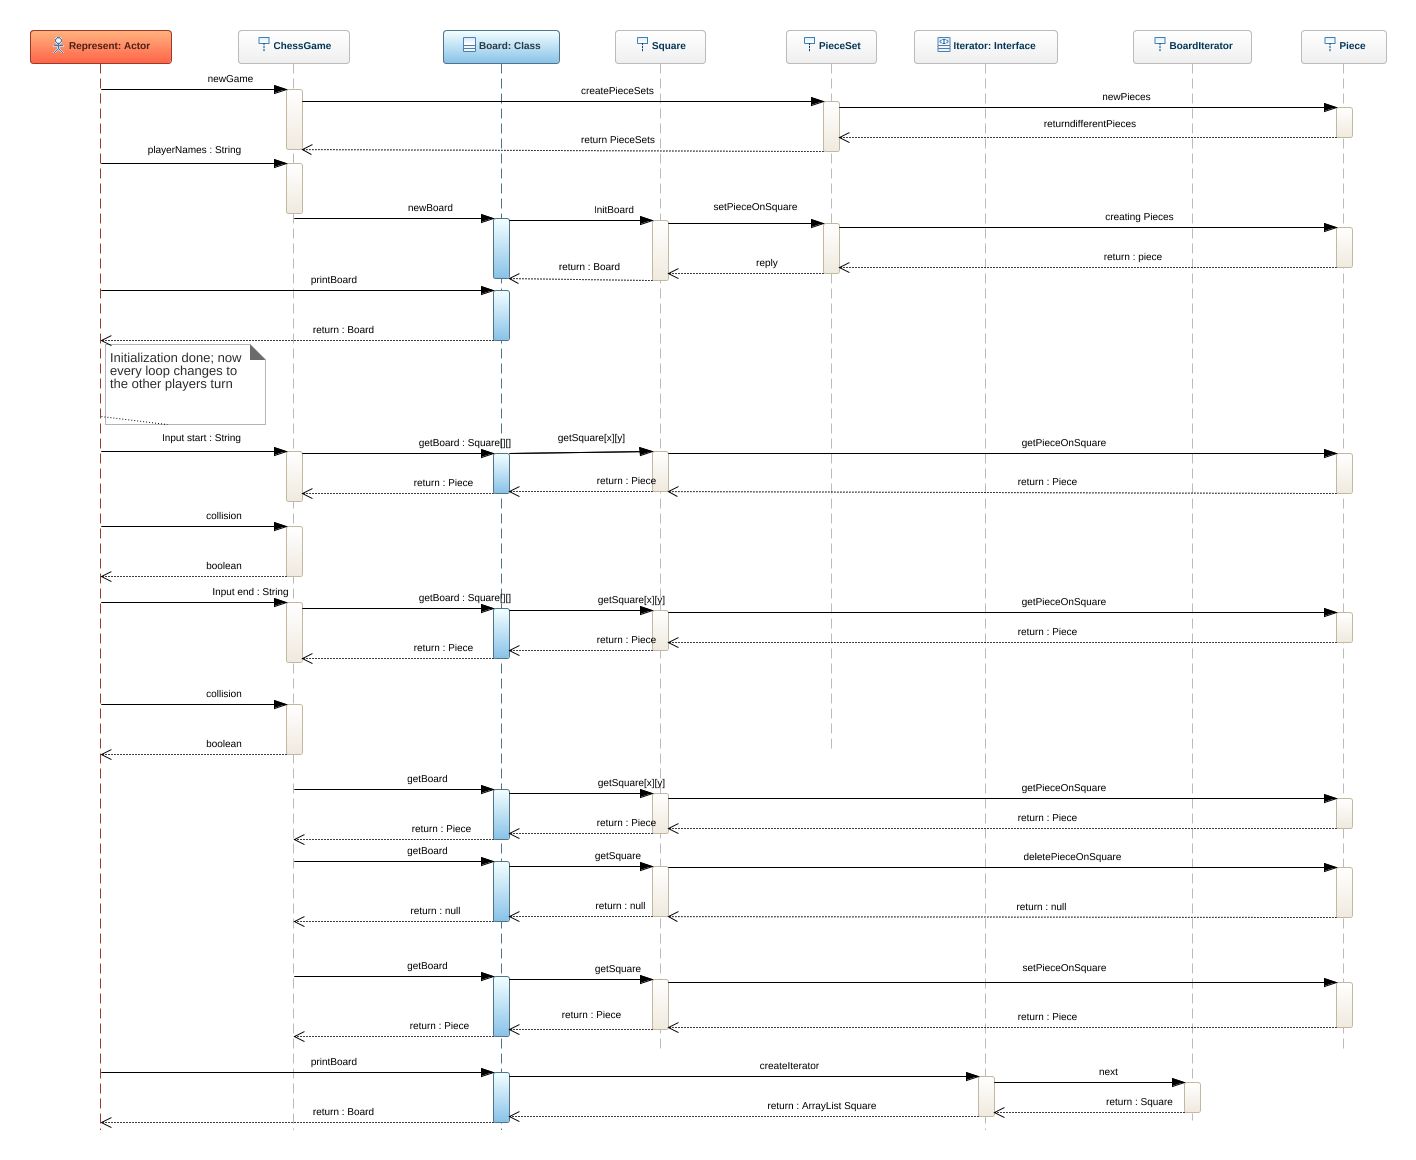 Represent: Actor
ChessGame
Board: Class
Square
PieceSet
Iterator: Interface
BoardIterator
Piece
newGame
createPieceSets
newPieces
returndifferentPieces
return PieceSets
playerNames : String
newBoard
InitBoard
setPieceOnSquare
creating Pieces
return : Board
reply
return : piece
printBoard
return : Board
Initialization done; now
every loop changes to
the other players turn
Input start : String
getBoard : Square[][]
getSquare[x][y]
getPieceOnSquare
return : Piece
return : Piece
return : Piece
collision
boolean
Input end : String
getBoard : Square[][]
getSquare[x][y]
getPieceOnSquare
return : Piece
return : Piece
return : Piece
collision
boolean
getBoard
getSquare[x][y]
getPieceOnSquare
return : Piece
return : Piece
return : Piece
getBoard
getSquare
deletePieceOnSquare
return : null
return : null
return : null
getBoard
getSquare
setPieceOnSquare
return : Piece
return : Piece
return : Piece
printBoard
createIterator
next
return : Board
return : ArrayList Square
return : Square